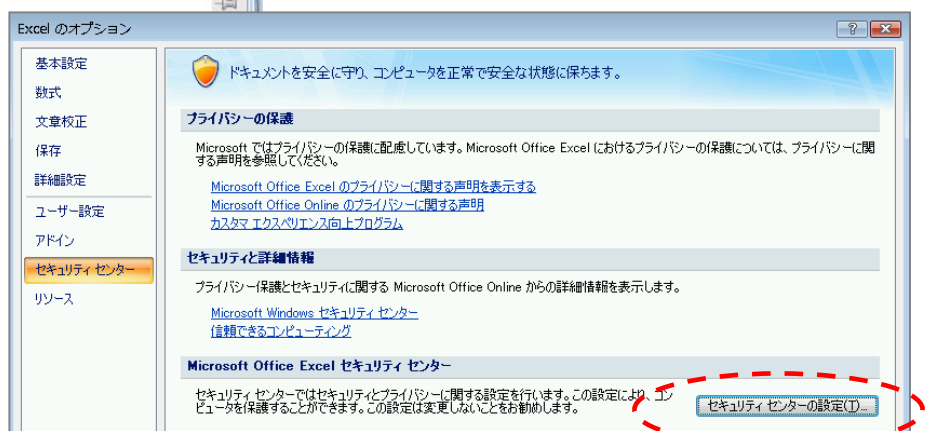 Excel のオプション
基本設定
数式
文章校正
保存
詳細設定
ユーザー設定
アドイン
セキュリティ センター
リソース
ドキュメントを安全に守り、コンピュータを正常で安全な状態に保ちます。
プライバシーの保護
Microsoft ではプライバシーの保護に配慮しています。Microsoft Office Excel におけるプライバシーの保護については、プライバシーに関
する声明を参照してください。
Microsoft Office Excel のプライバシーに関する声明を表示する
Microsoft Office Online のプライバシーに関する声明
カスタマ エクスペリエンス向上プログラム
セキュリティと詳細情報
プライバシー保護とセキュリティに関する Microsoft Office Online からの詳細情報を表示します。
Microsoft Windows セキュリティ センター
信頼できるコンピューティング
Microsoft Office Excel セキュリティ センター
セキュリティ センターではセキュリティとプライバシーに関する設定を行います。この設定により、コン
ピュータを保護することができます。この設定は変更しないことをお勧めします。
セキュリティ センターの設定(T)...